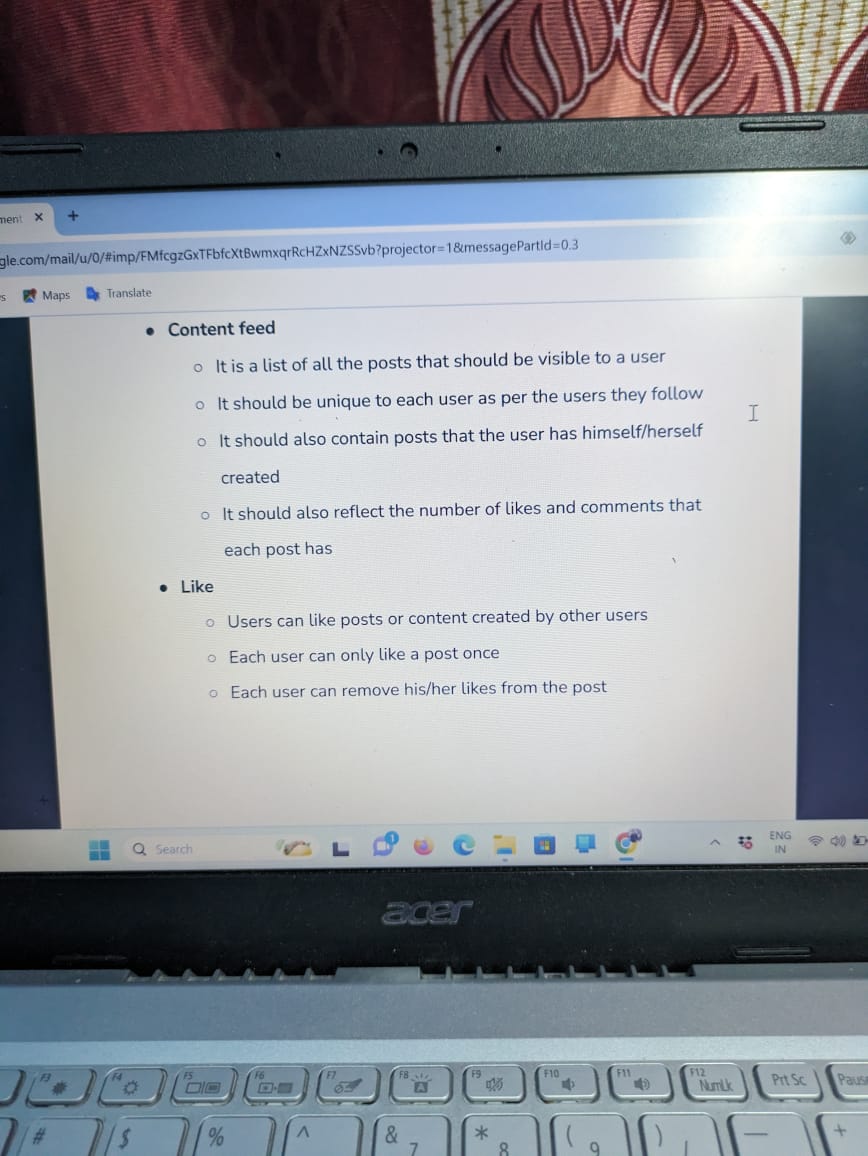 ment × +
gle.com/mail/u/0/#imp/FMfcgzGxTFbfcXtBwmxqrRcHZxNZSSvb?projector=1&messagePartId=0.3
s Maps Translate
• Content feed
○ It is a list of all the posts that should be visible to a user
○ It should be unique to each user as per the users they follow
○ It should also contain posts that the user has himself/herself
created
○ It should also reflect the number of likes and comments that
each post has
• Like
○ Users can like posts or content created by other users
○ Each user can only like a post once
○ Each user can remove his/her likes from the post
Search 1 ENG
IN
acer
F3 F4 F5 F6 F7 F8 F9 F10 F11 F12 NumLk Prt Sc Paus
A
# $ % ^ & 7 * 8 ( 9 ) — +